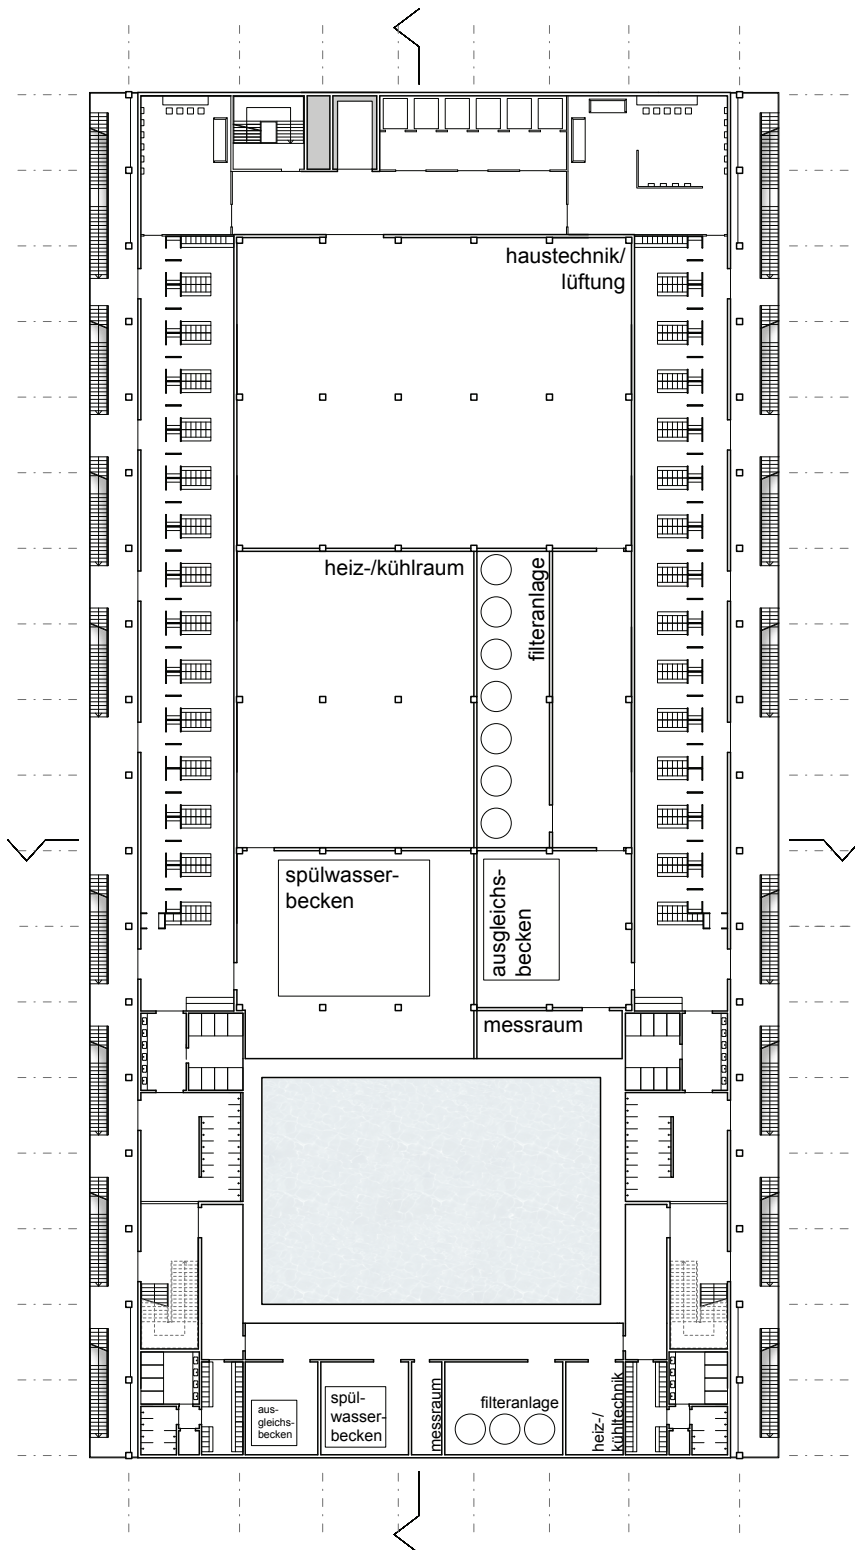 haustechnik/
lüftung
heiz-/kühlraum
filteranlage
spülwasser-
becken
ausgleichs-
becken
messraum
aus-
gleichs-
becken
spül-
wasser-
becken
messraum
filteranlage
heiz-/
kühltechnik